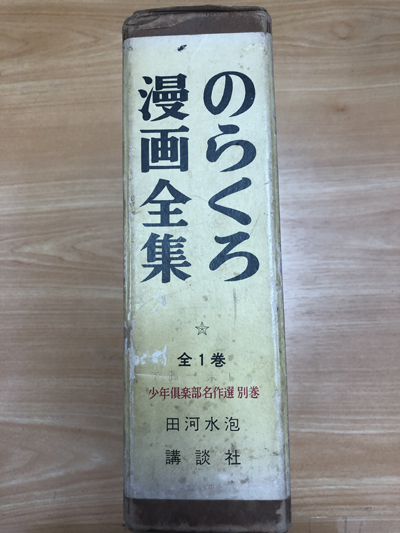 のらくろ
漫画全集
全1巻
少年倶楽部名作選 別巻
田河水泡
講談社